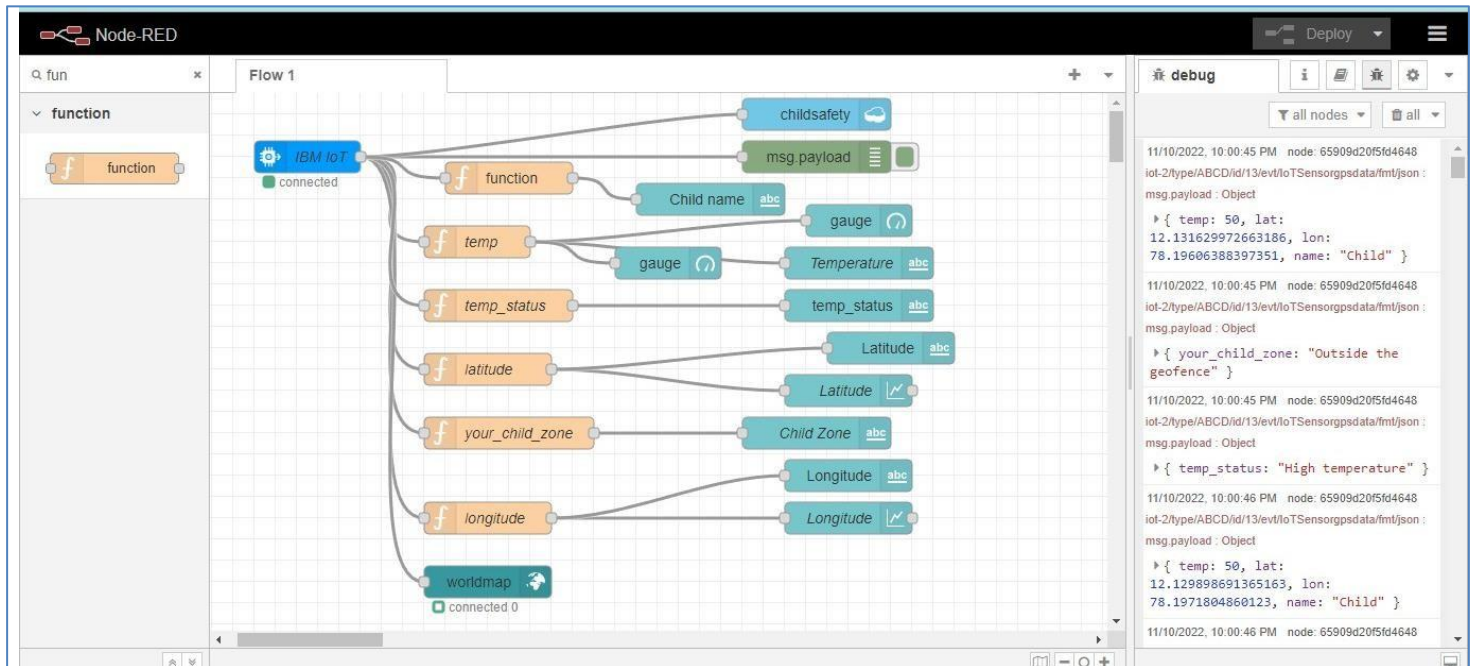 Node-RED
Deploy
fun
Flow 1
debug
i
all nodes
all
function
function
IBM IoT
connected
childsafety
msg.payload
function
Child name abc
temp
gauge
gauge
Temperature abc
temp_status
temp_status abc
latitude
Latitude abc
Latitude
your_child_zone
Child Zone abc
longitude
Longitude abc
Longitude
worldmap
connected 0
11/10/2022, 10:00:45 PM node: 65909d20f5fd4648
iot-2/type/ABCD/id/13/evt/IoTSensorgpsdata/fmt/json :
msg.payload : Object
{ temp: 50, lat:
12.131629972663186, lon:
78.19606388397351, name: "Child" }
11/10/2022, 10:00:45 PM node: 65909d20f5fd4648
iot-2/type/ABCD/id/13/evt/IoTSensorgpsdata/fmt/json :
msg.payload : Object
{ your_child_zone: "Outside the
geofence" }
11/10/2022, 10:00:45 PM node: 65909d20f5fd4648
iot-2/type/ABCD/id/13/evt/IoTSensorgpsdata/fmt/json :
msg.payload : Object
{ temp_status: "High temperature" }
11/10/2022, 10:00:46 PM node: 65909d20f5fd4648
iot-2/type/ABCD/id/13/evt/IoTSensorgpsdata/fmt/json :
msg.payload : Object
{ temp: 50, lat:
12.129898691365163, lon:
78.1971804860123, name: "Child" }
11/10/2022, 10:00:46 PM node: 65909d20f5fd4648